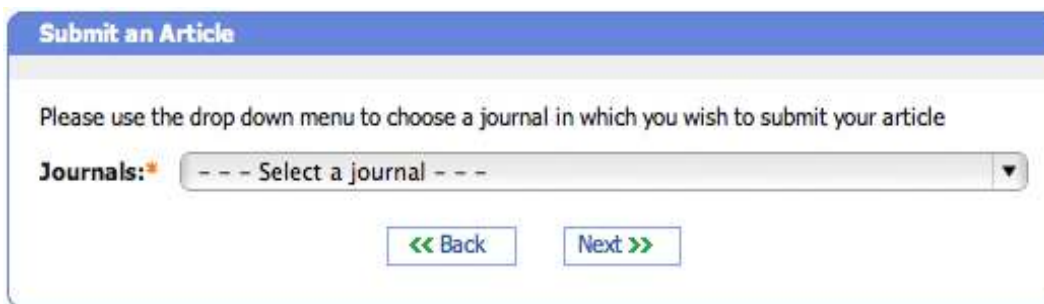 Submit an Article
Please use the drop down menu to choose a journal in which you wish to submit your article
Journals:* - - - Select a journal - - -
<< Back Next >>